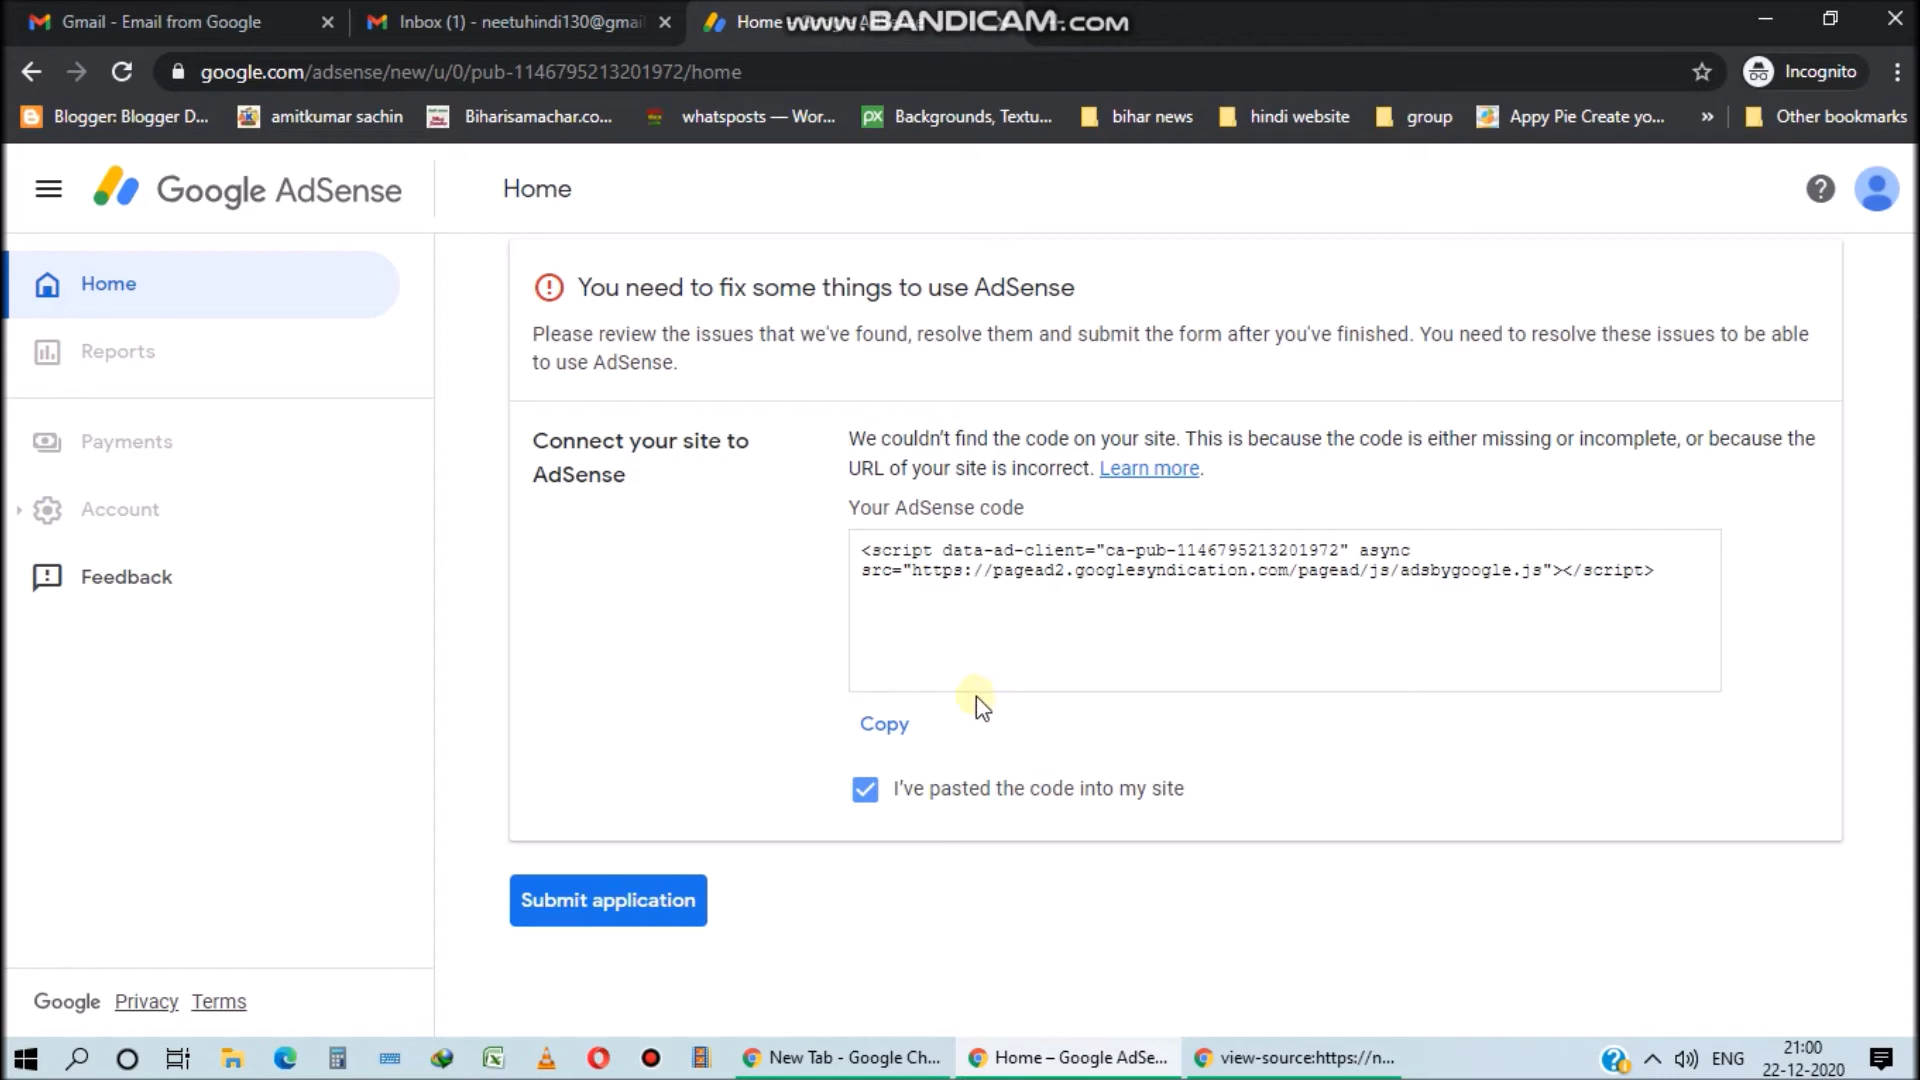 Gmail - Email from Google
Inbox (1) - neetuhindi130@gmai
Home
www.BANDICAM.com
google.com/adsense/new/u/0/pub-1146795213201972/home
Incognito
Blogger: Blogger D...
amitkumar sachin
Biharisamachar.co...
whatsposts — Wor...
Backgrounds, Textu...
bihar news
hindi website
group
Appy Pie Create yo...
»
Other bookmarks
Google AdSense
Home
Home
Reports
Payments
Account
Feedback
You need to fix some things to use AdSense
Please review the issues that we've found, resolve them and submit the form after you've finished. You need to resolve these issues to be able
to use AdSense.
Connect your site to
AdSense
We couldn't find the code on your site. This is because the code is either missing or incomplete, or because the
URL of your site is incorrect. Learn more.
Your AdSense code
<script data-ad-client="ca-pub-1146795213201972" async
src="https://pagead2.googlesyndication.com/pagead/js/adsbygoogle.js"></script>
Copy
I've pasted the code into my site
Submit application
Google Privacy Terms
New Tab - Google Ch...
Home – Google AdSe...
view-source:https://n...
ENG
21:00
22-12-2020